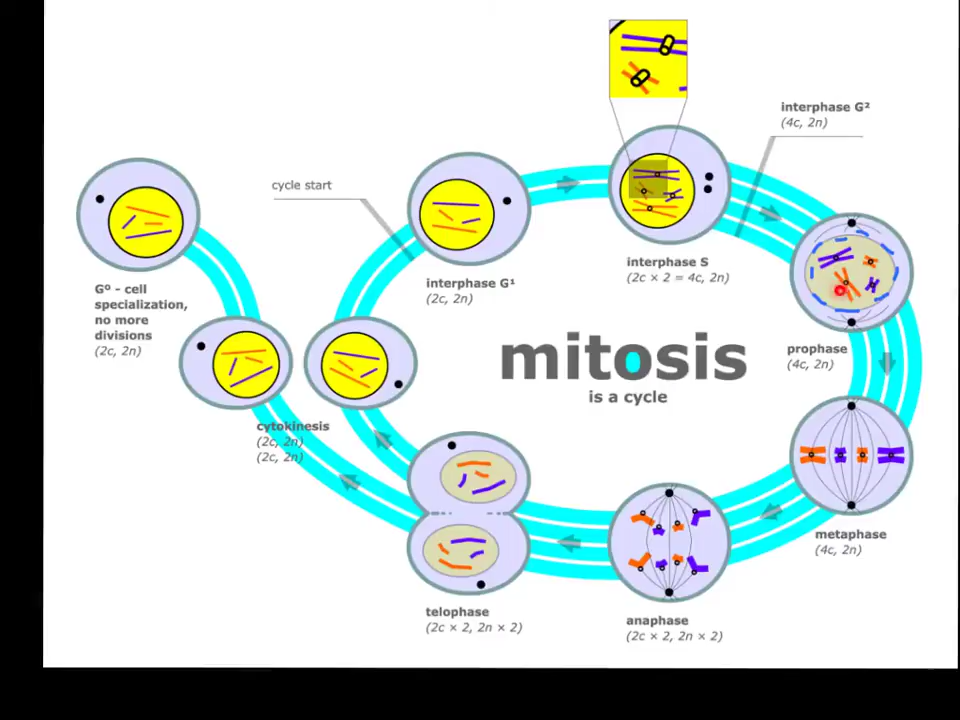 interphase G²
(4c, 2n)
cycle start
interphase S
(2c × 2 = 4c, 2n)
interphase G¹
(2c, 2n)
G⁰ - cell
specialization,
no more
divisions
(2c, 2n)
mitosis
is a cycle
prophase
(4c, 2n)
cytokinesis
(2c, 2n)
(2c, 2n)
metaphase
(4c, 2n)
telophase
(2c × 2, 2n × 2)
anaphase
(2c × 2, 2n × 2)